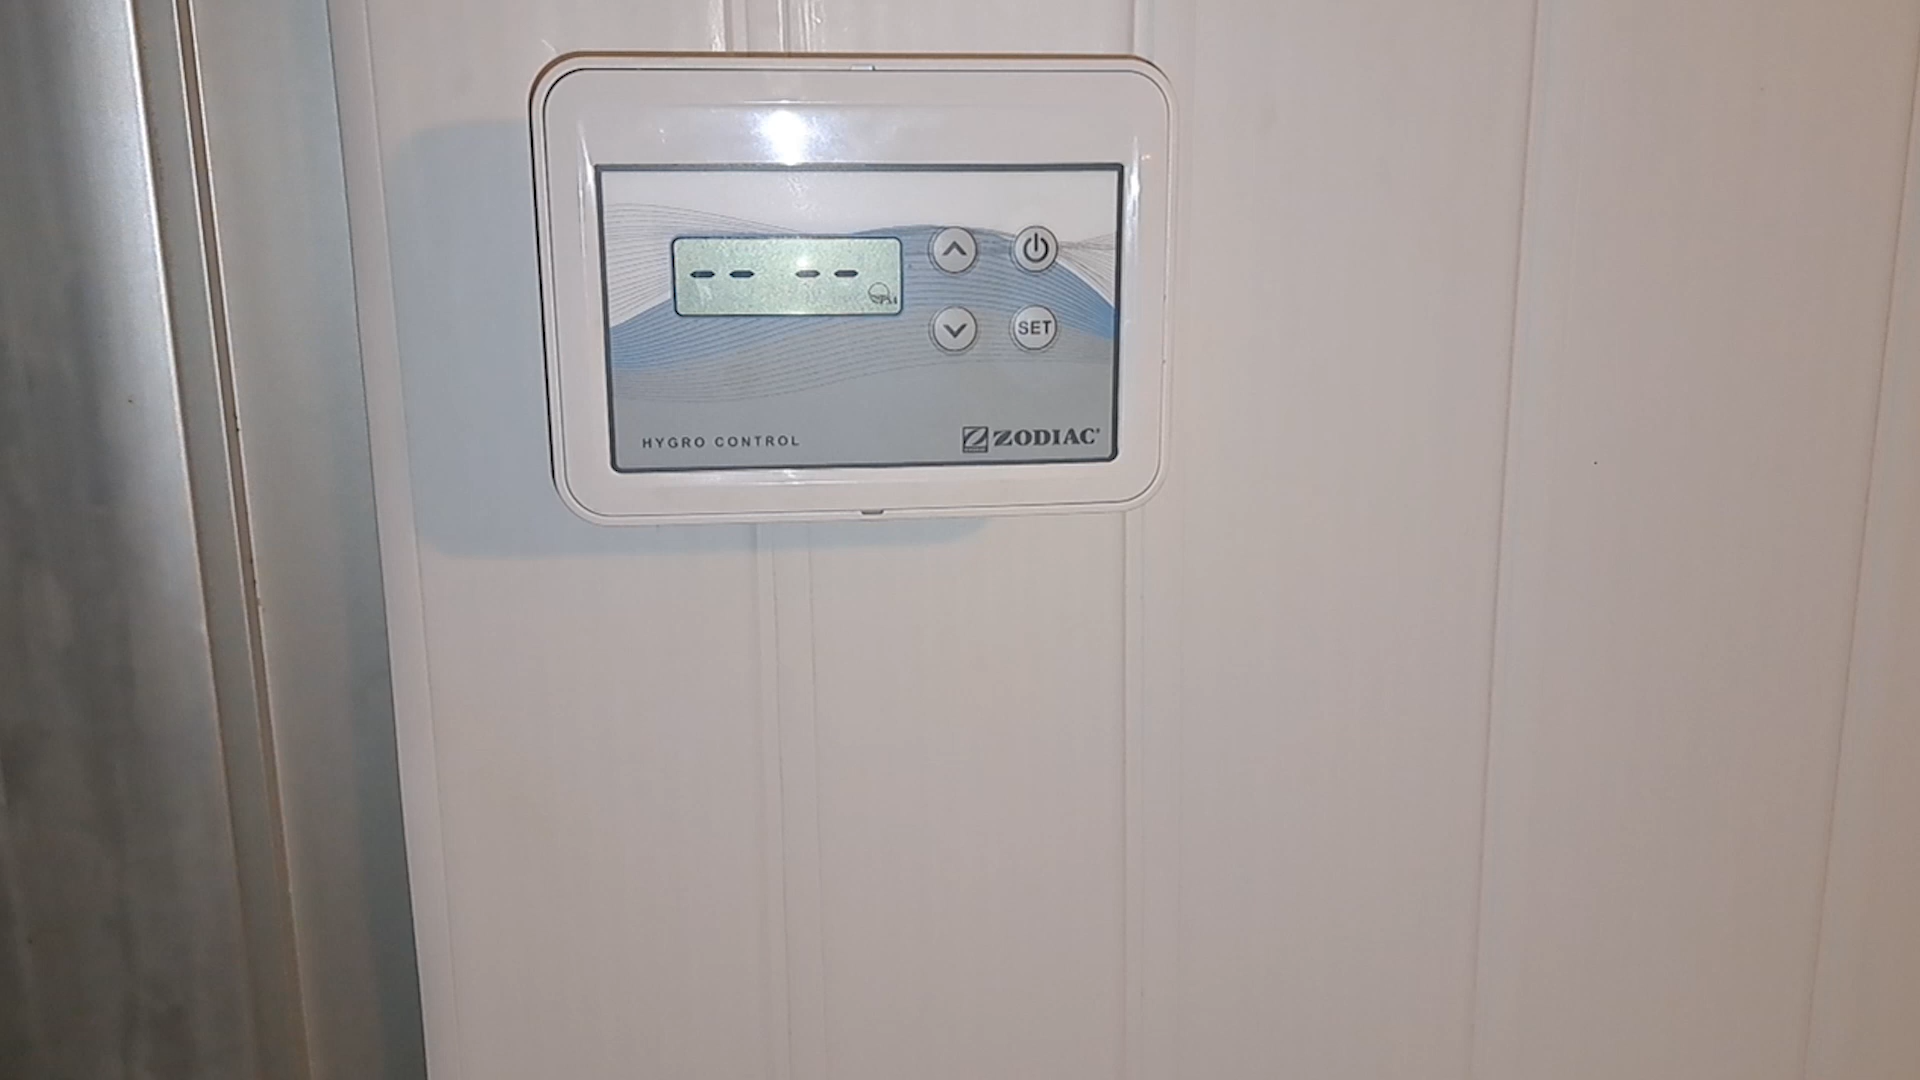 -- --
SET
HYGRO CONTROL
ZODIAC